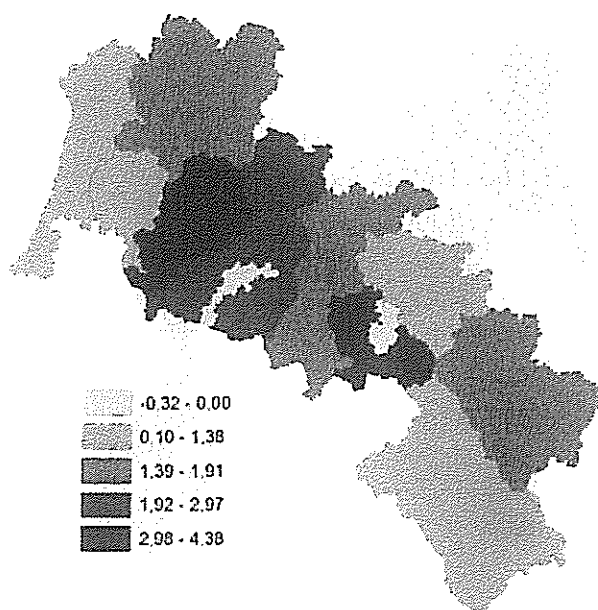 -0,32 - 0,00
0,10 - 1,38
1,39 - 1,91
1,92 - 2,97
2,98 - 4,38